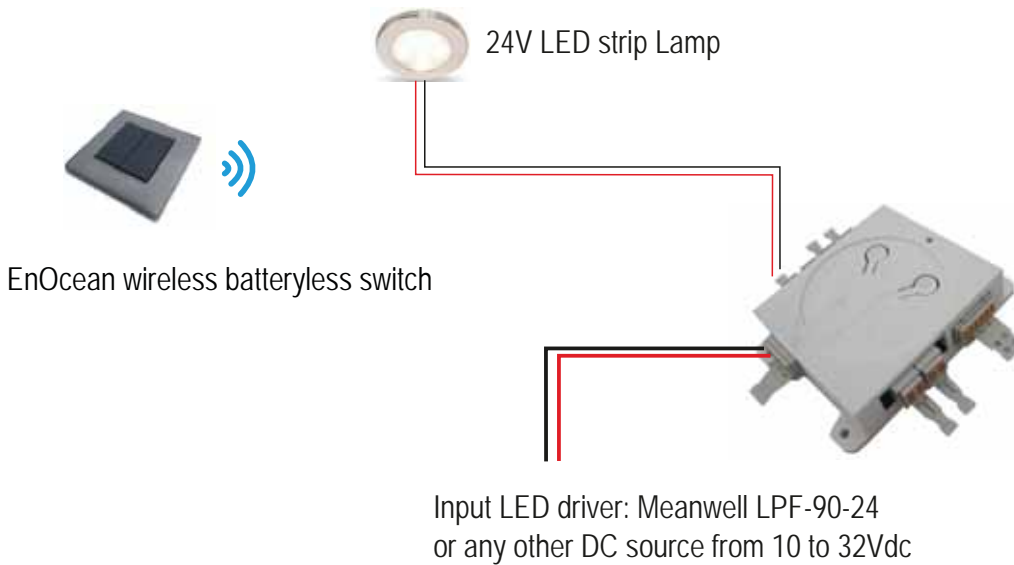 24V LED strip Lamp
EnOcean wireless batteryless switch
Input LED driver: Meanwell LPF-90-24
or any other DC source from 10 to 32Vdc